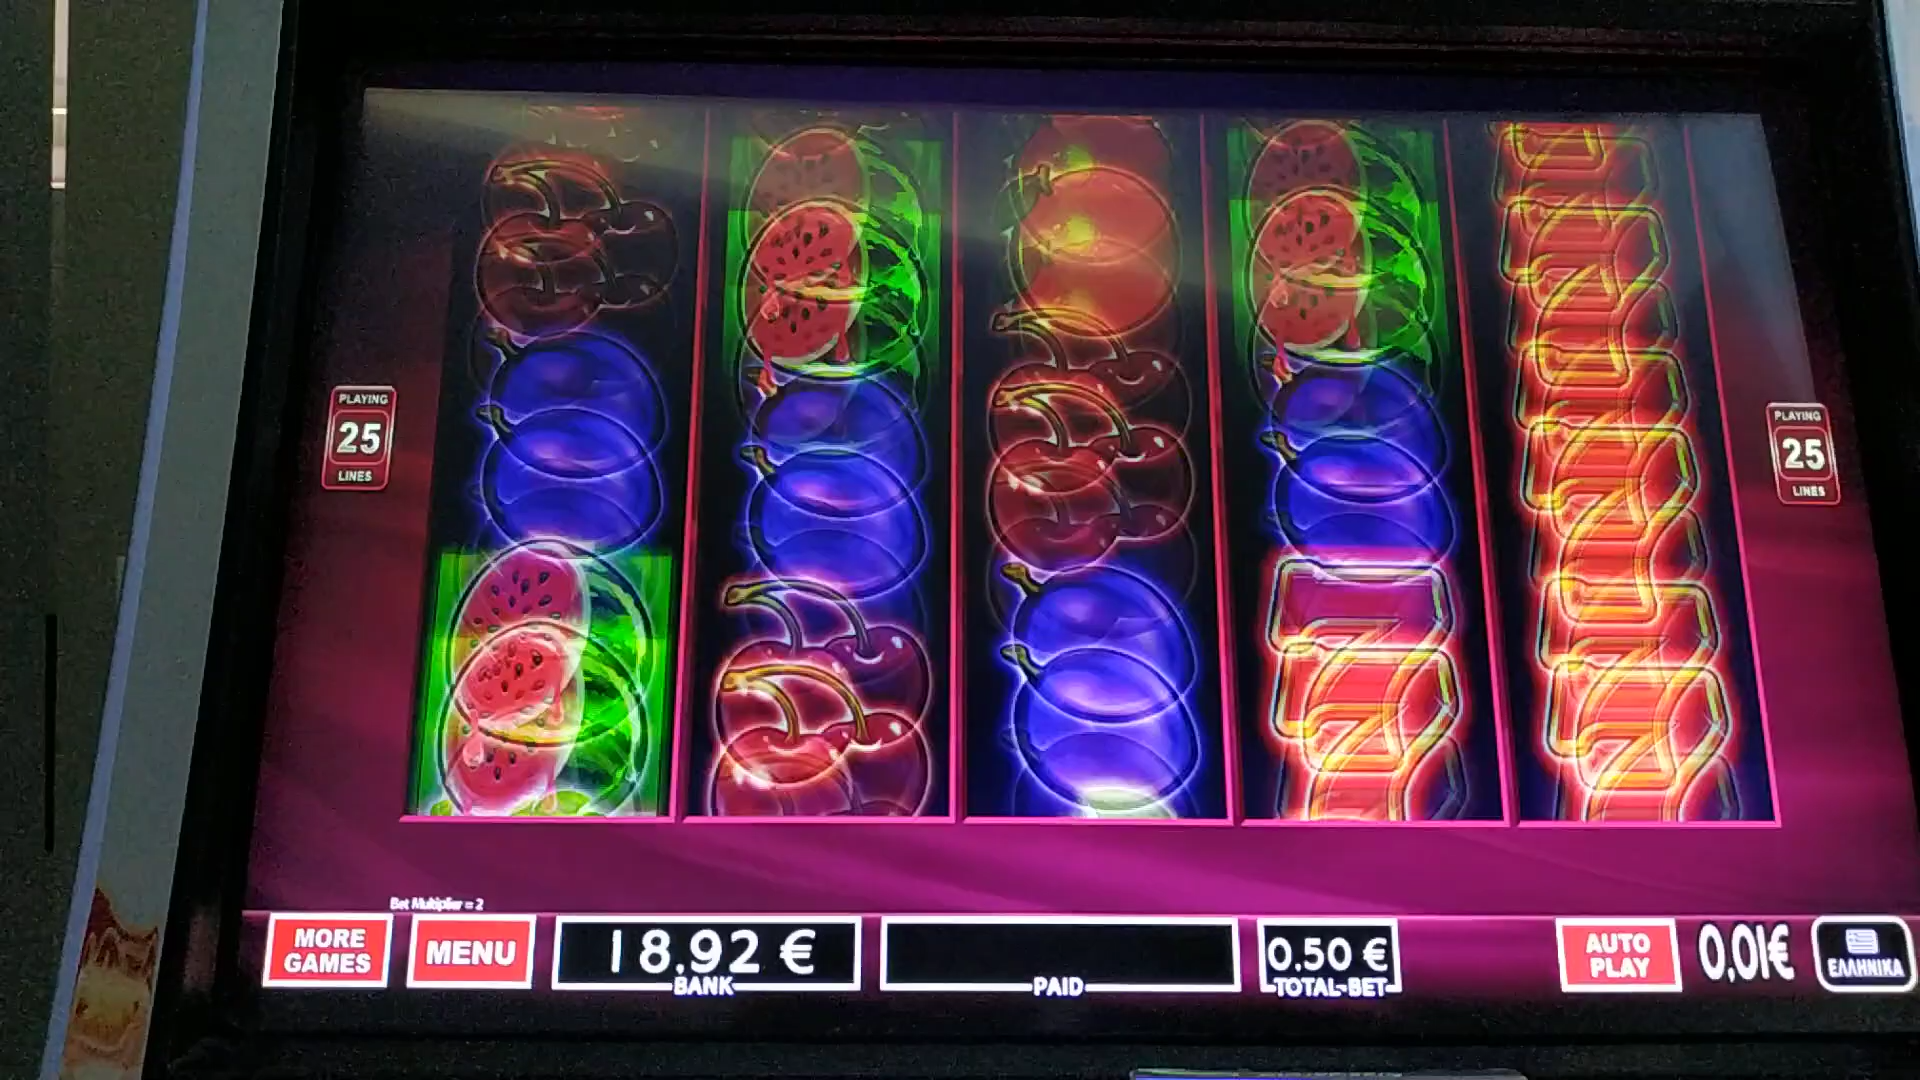 PLAYING
25
LINES
PLAYING
25
LINES
Bet Multiplier = 2
MORE
GAMES
MENU
18.92 €
BANK
PAID
0.50 €
TOTAL BET
AUTO
PLAY
0,01€
ΕΛΛΗΝΙΚΑ